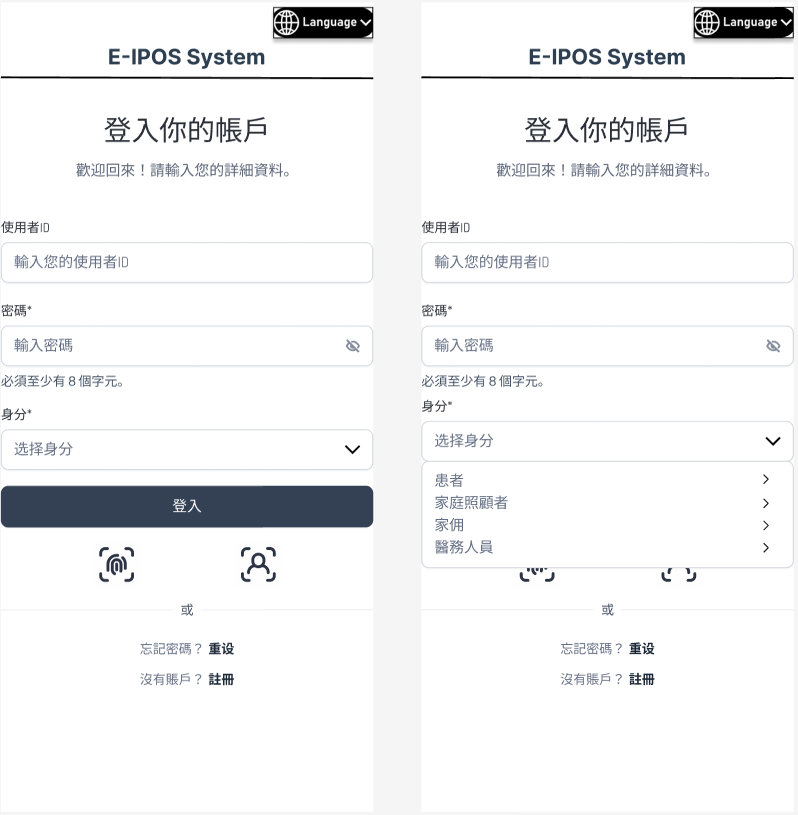 Language
E-IPOS System
登入你的帳戶
歡迎回來！請輸入您的詳細資料。
使用者ID
輸入您的使用者ID
密碼*
輸入密碼
必須至少有 8 個字元。
身分*
选择身分
登入
或
忘記密碼？ 重设
沒有賬戶？ 註冊
Language
E-IPOS System
登入你的帳戶
歡迎回來！請輸入您的詳細資料。
使用者ID
輸入您的使用者ID
密碼*
輸入密碼
必須至少有 8 個字元。
身分*
选择身分
患者
家庭照顧者
家佣
醫務人員
或
忘記密碼？ 重设
沒有賬戶？ 註冊